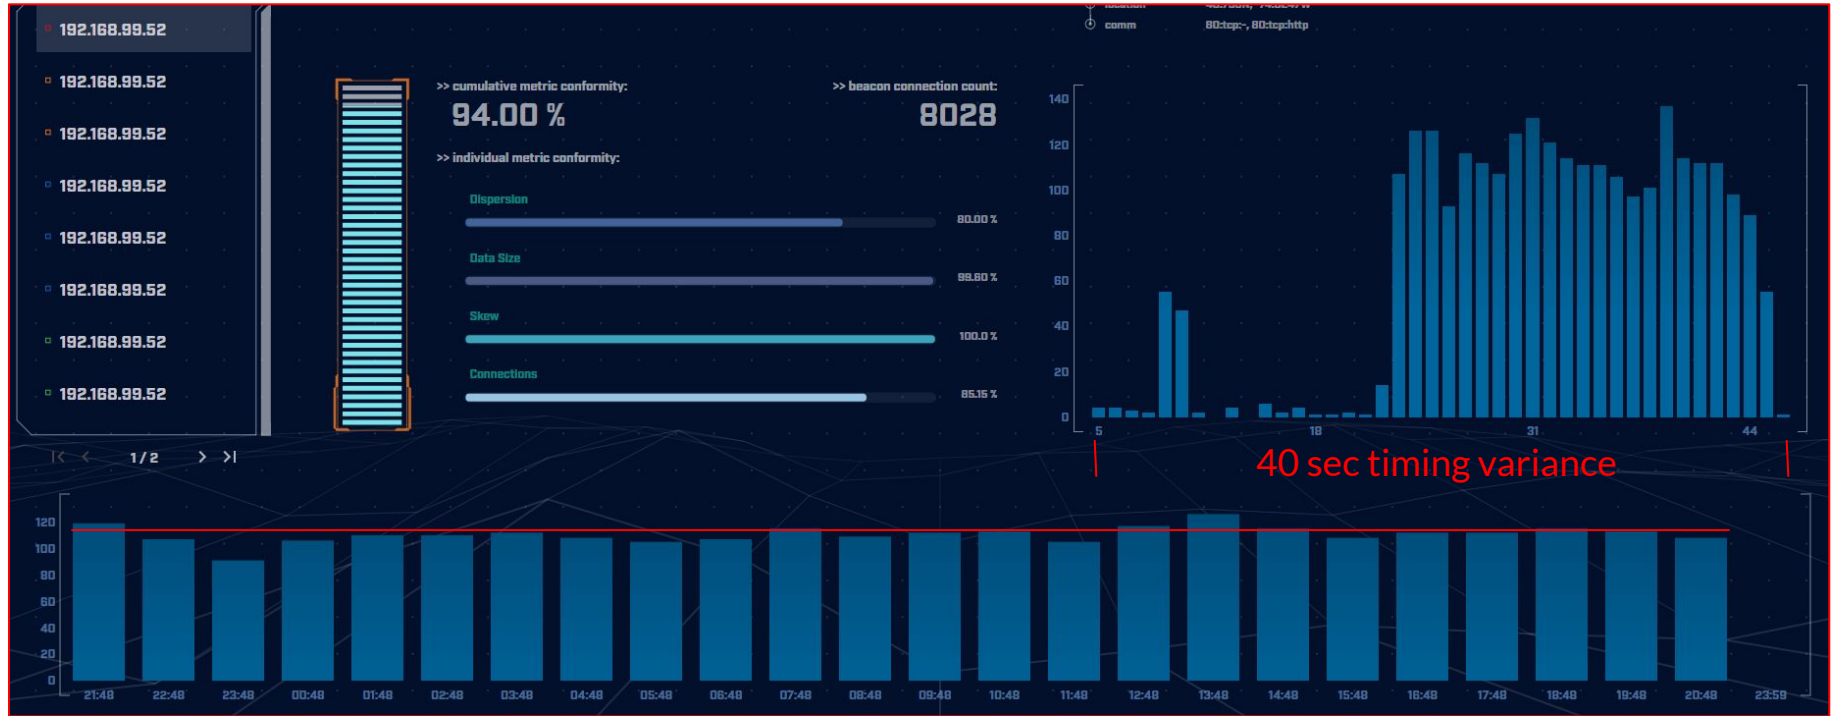 192.168.99.52
192.168.99.52
192.168.99.52
192.168.99.52
192.168.99.52
192.168.99.52
192.168.99.52
192.168.99.52
1 / 2
>> cumulative metric conformity:
94.00 %
>> beacon connection count:
8028
>> individual metric conformity:
Dispersion
80.00 %
Data Size
99.60 %
Skew
100.0 %
Connections
85.15 %
location
comm 80:tcp:-, 80:tcp:http
140
120
100
80
60
40
20
0
5 18 31 44
40 sec timing variance
120
100
80
60
40
20
0
21:48 22:48 23:48 00:48 01:48 02:48 03:48 04:48 05:48 06:48 07:48 08:48 09:48 10:48 11:48 12:48 13:48 14:48 15:48 16:48 17:48 18:48 19:48 20:48 23:59